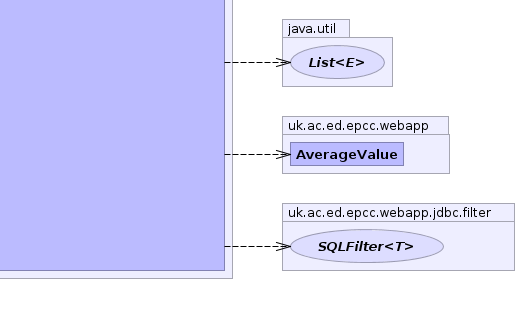 java.util
List<E>
uk.ac.ed.epcc.webapp
AverageValue
uk.ac.ed.epcc.webapp.jdbc.filter
SQLFilter<T>